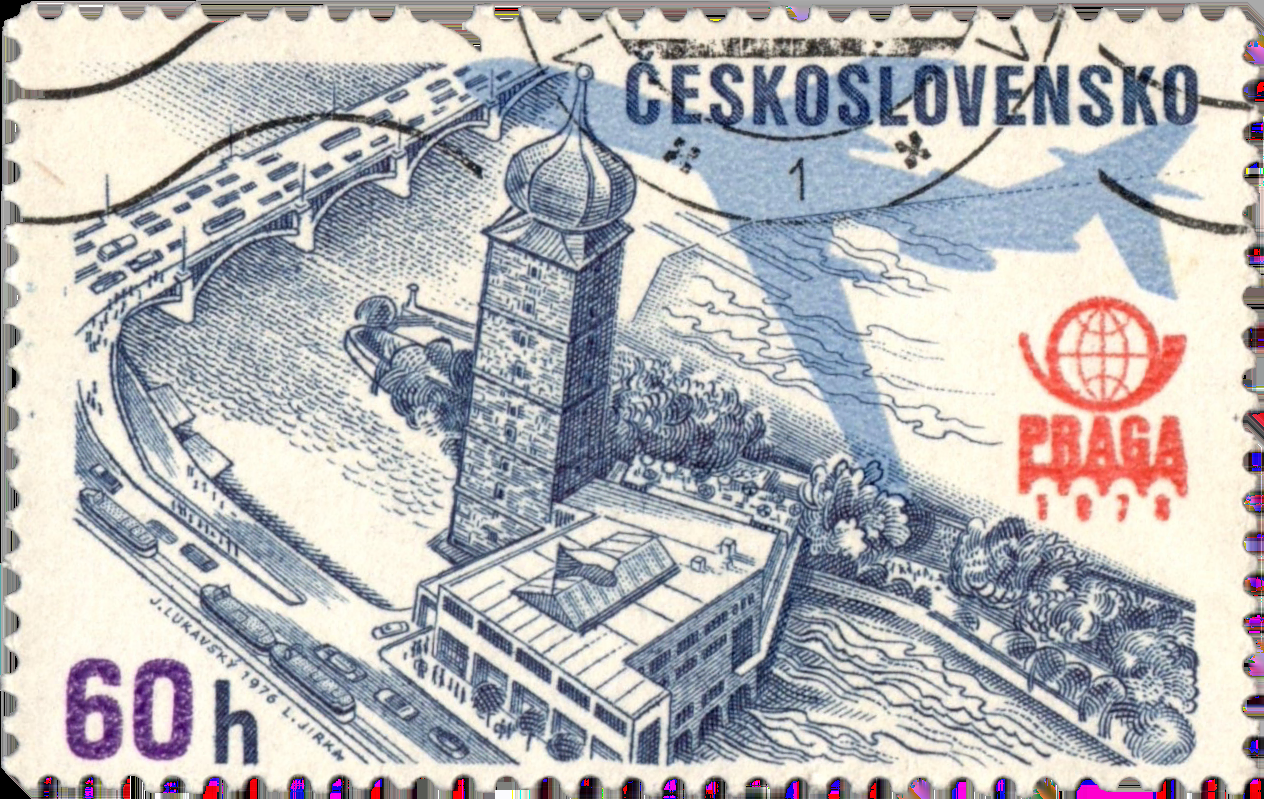 ČESKOSLOVENSKO
1
PRAGA
1978
60 h
J. LUKAVSKÝ 1976 L. JIRKA